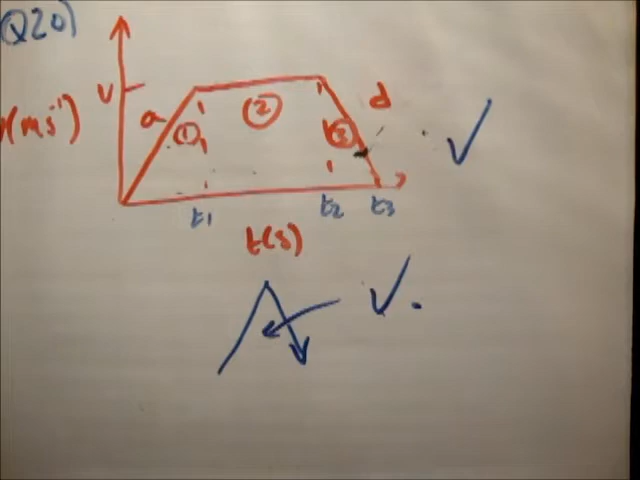 Q20)
V
v(ms⁻¹)
a
①
②
③
d
t1
t2
t3
t(s)